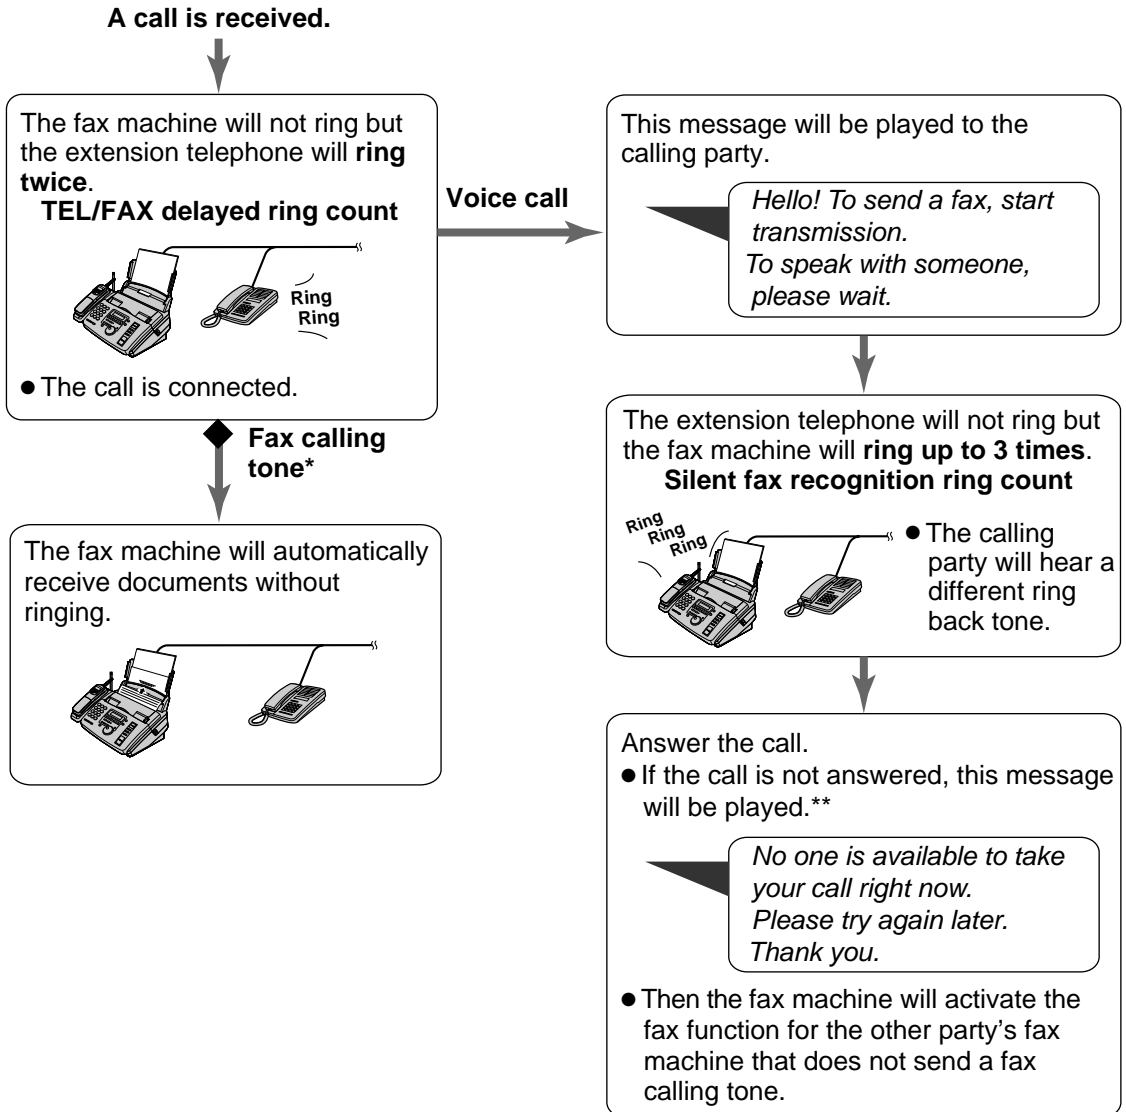 A call is received.
The fax machine will not ring but
the extension telephone will ring
twice.
TEL/FAX delayed ring count
Ring
Ring
● The call is connected.
Voice call
This message will be played to the
calling party.
Hello! To send a fax, start
transmission.
To speak with someone,
please wait.
Fax calling
tone*
The fax machine will automatically
receive documents without
ringing.
The extension telephone will not ring but
the fax machine will ring up to 3 times.
Silent fax recognition ring count
Ring
Ring
Ring
● The calling
party will hear a
different ring
back tone.
Answer the call.
● If the call is not answered, this message
will be played.**
No one is available to take
your call right now.
Please try again later.
Thank you.
● Then the fax machine will activate the
fax function for the other party's fax
machine that does not send a fax
calling tone.